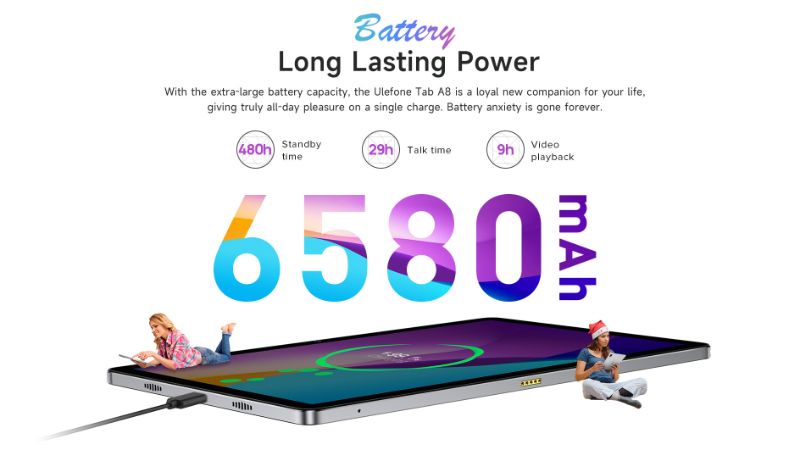 Battery
Long Lasting Power
With the extra-large battery capacity, the Ulefone Tab A8 is a loyal new companion for your life,
giving truly all-day pleasure on a single charge. Battery anxiety is gone forever.
480h Standby time
29h Talk time
9h Video playback
6580 mAh